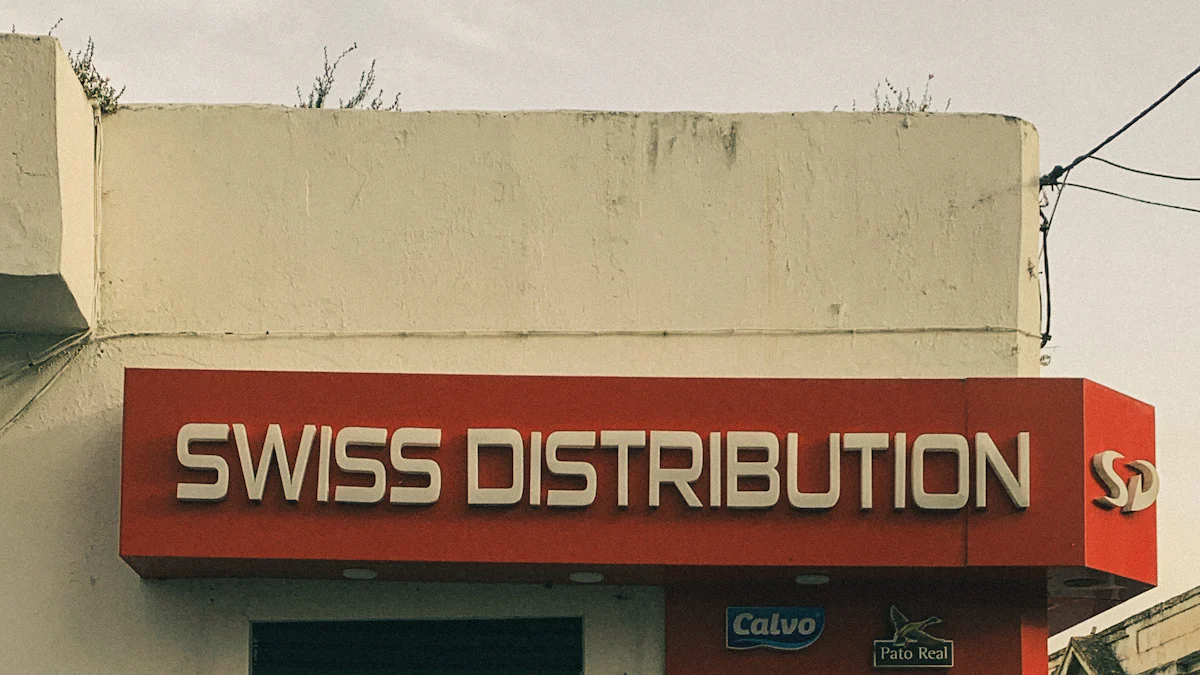 SWISS DISTRIBUTION
SD
Calvo
Pato Real